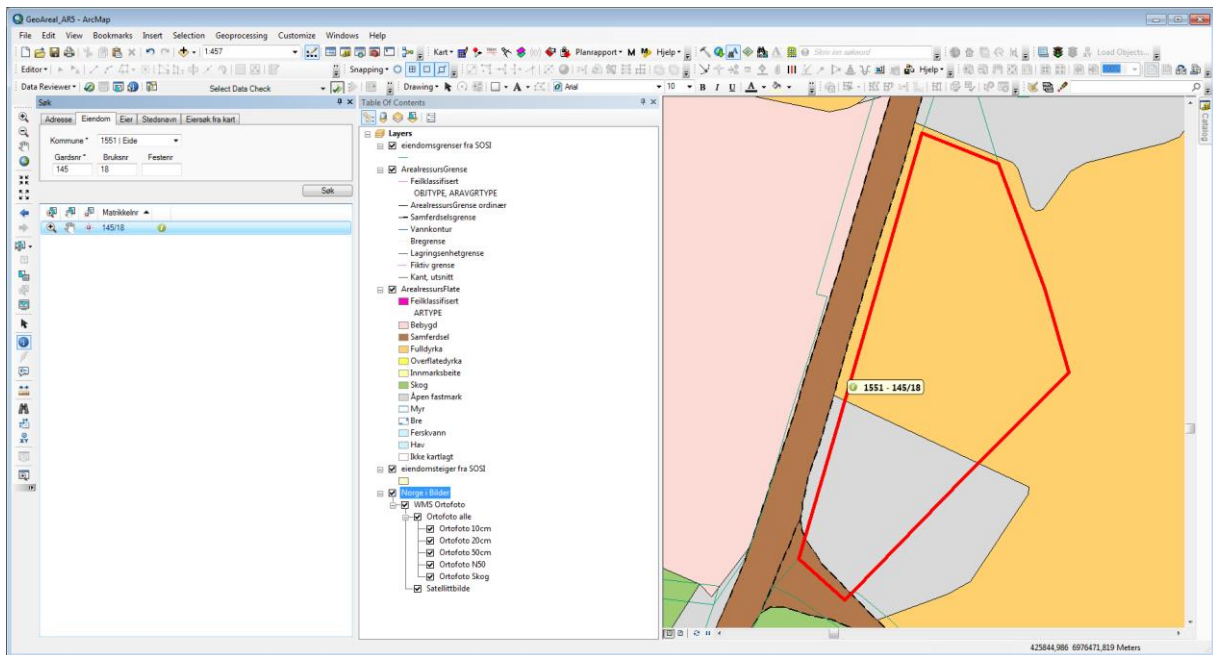 GeoAreal_AR5 - ArcMap
File Edit View Bookmarks Insert Selection Geoprocessing Customize Windows Help
1:457 Kart Planrapport M Hjelp Load Objects...
Editor Snapping Hjelp
Data Reviewer Select Data Check Drawing A Arial 10 B I U A
Søk
Adresse Eiendom Eier Stedsnavn Eiersøk fra kart
Kommune * 1551 | Eide
Gardsnr * Bruksnr Festenr
145 18
Søk
Matrikkelnr
145/18
Table Of Contents
Layers
eiendomsgrenser fra SOSI
ArealressursGrense
Feilklassifisert
OBJTYPE, ARAVGRTYPE
ArealressursGrense ordinær
Samferdselsgrense
Vannkontur
Bregrense
Lagringsenhetgrense
Fiktiv grense
Kant, utsnitt
ArealressursFlate
Feilklassifisert
ARTYPE
Bebygd
Samferdsel
Fulldyrka
Overflatedyrka
Innmarksbeite
Skog
Åpen fastmark
Myr
Bre
Ferskvann
Hav
Ikke kartlagt
eiendomsteiger fra SOSI
Norge i Bilder
WMS Ortofoto
Ortofoto alle
Ortofoto 10cm
Ortofoto 20cm
Ortofoto 50cm
Ortofoto N50
Ortofoto Skog
Satellittbilde
1551 - 145/18
Catalog
425844,986 6976471,819 Meters